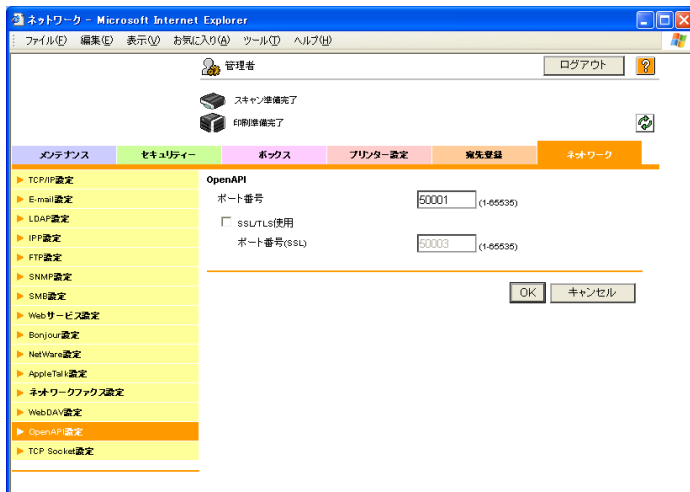 ネットワーク - Microsoft Internet Explorer
ファイル(F) 編集(E) 表示(V) お気に入り(A) ツール(T) ヘルプ(H)
管理者
ログアウト
?
スキャン準備完了
印刷準備完了
メンテナンス セキュリティー ボックス プリンター設定 宛先登録 ネットワーク
TCP/IP設定
E-mail設定
LDAP設定
IPP設定
FTP設定
SNMP設定
SMB設定
Webサービス設定
Bonjour設定
NetWare設定
AppleTalk設定
ネットワークファクス設定
WebDAV設定
OpenAPI設定
TCP Socket設定
OpenAPI
ポート番号 50001 (1-65535)
SSL/TLS使用
ポート番号(SSL) 50003 (1-65535)
OK キャンセル